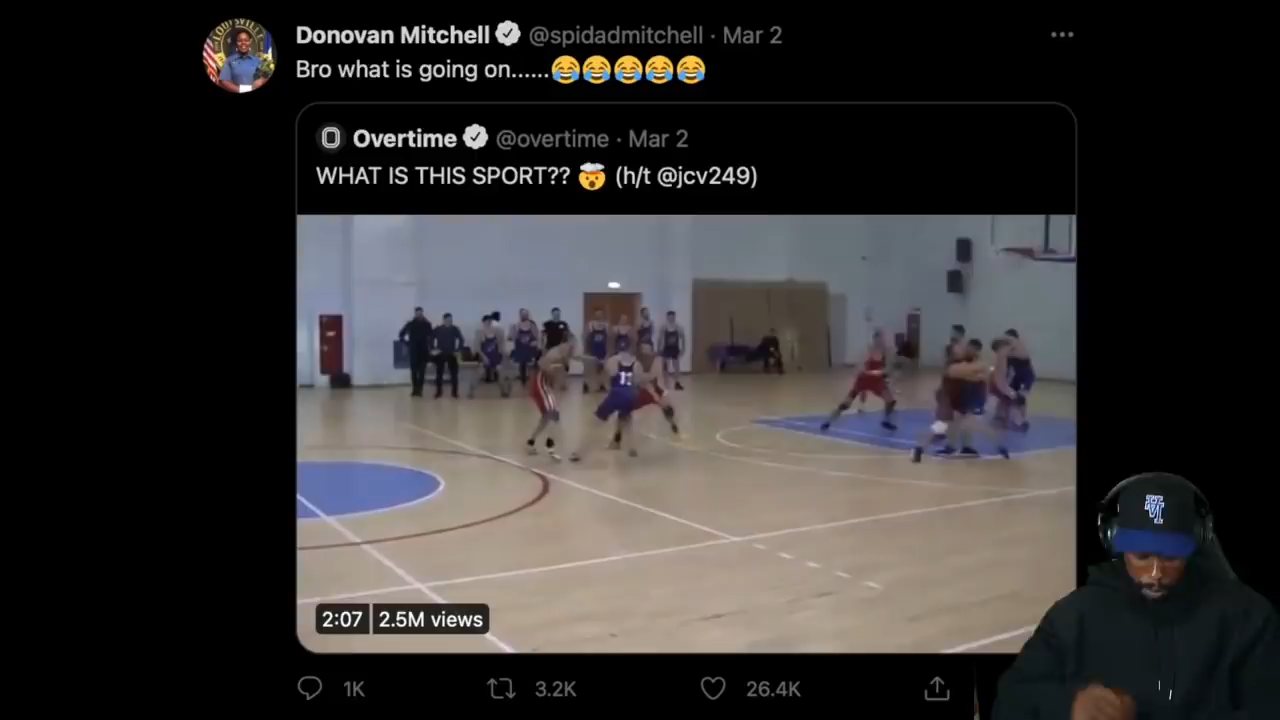 Donovan Mitchell @spidadmitchell · Mar 2
Bro what is going on......😂😂😂😂😂
Overtime @overtime · Mar 2
WHAT IS THIS SPORT?? 🤯 (h/t @jcv249)
13
2:07 2.5M views
1K 3.2K 26.4K